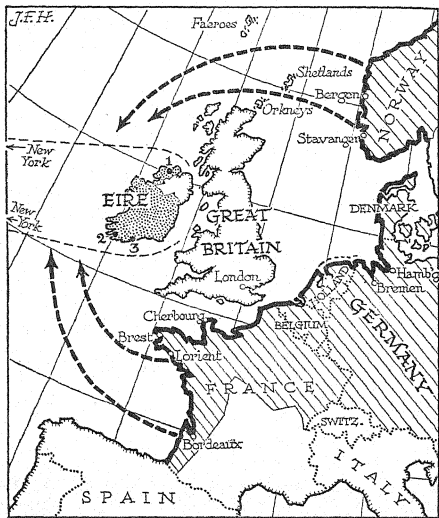 J.F.H.
Faeroes
Shetlands
Bergen
NORWAY
Orkneys
Stavanger
New York
1
EIRE
DENMARK
GREAT
BRITAIN
New York
2
3
London
Hambg
Bremen
HOLLAND
Cherbourg
BELGIUM
GERMANY
Brest
Lorient
FRANCE
SWITZ.
Bordeaux
ITALY
SPAIN